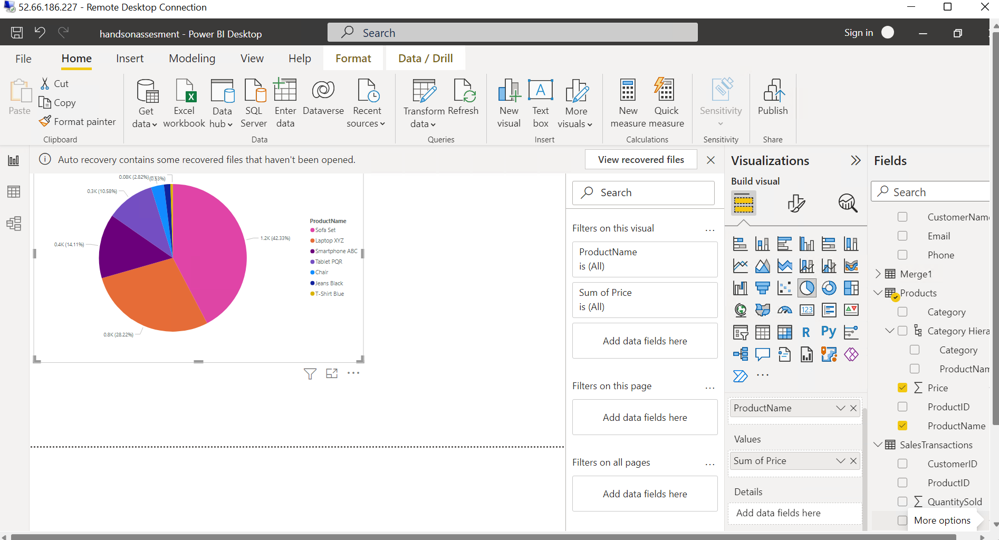 52.66.186.227 - Remote Desktop Connection
handsonassesment - Power BI Desktop
Search
Sign in
File
Home
Insert
Modeling
View
Help
Format
Data / Drill
Paste
Cut
Copy
Format painter
Clipboard
Get data
Excel workbook
Data hub
SQL Server
Enter data
Dataverse
Recent sources
Data
Transform data
Refresh
Queries
New visual
Text box
More visuals
Insert
New measure
Quick measure
Calculations
Sensitivity
Sensitivity
Publish
Share
Auto recovery contains some recovered files that haven't been opened.
View recovered files
0.08K (2.82%)
(0.53%)
0.3K (10.58%)
0.4K (14.11%)
1.2K (42.33%)
0.8K (28.22%)
ProductName
Sofa Set
Laptop XYZ
Smartphone ABC
Tablet PQR
Chair
Jeans Black
T-Shirt Blue
Search
Filters on this visual
ProductName
is (All)
Sum of Price
is (All)
Add data fields here
Filters on this page
Add data fields here
Filters on all pages
Add data fields here
Visualizations
Build visual
123
R
Py
ProductName
Values
Sum of Price
Details
Add data fields here
Fields
Search
CustomerNam
Email
Phone
Merge1
Products
Category
Category Hiera
Category
ProductNam
Price
ProductID
ProductName
SalesTransactions
CustomerID
ProductID
QuantitySold
More options